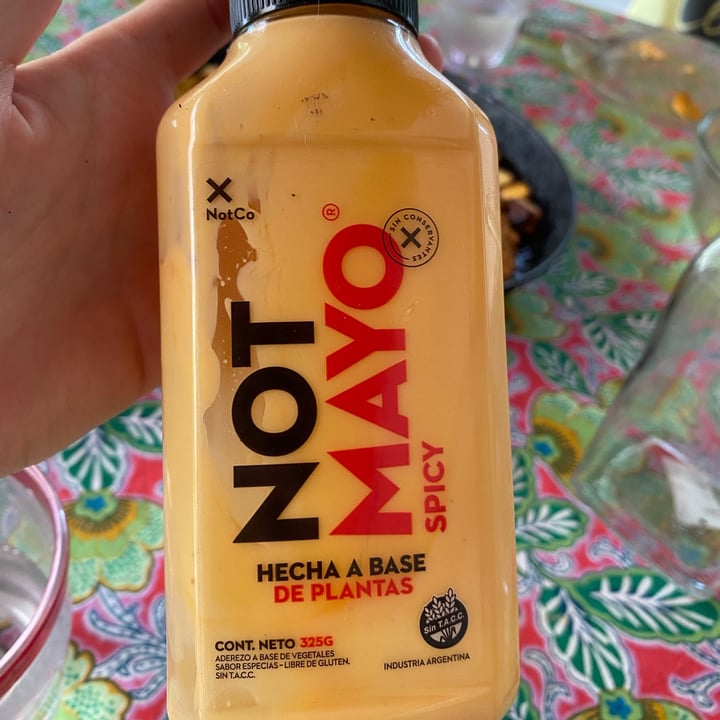 NotCo
NOT
MAYO®
SPICY
SIN CONSERVANTES
HECHA A BASE
DE PLANTAS
CONT. NETO 325G
ADEREZO A BASE DE VEGETALES
SABOR ESPECIAS - LIBRE DE GLUTEN.
SIN T.A.C.C.
Sin T.A.C.C.
INDUSTRIA ARGENTINA